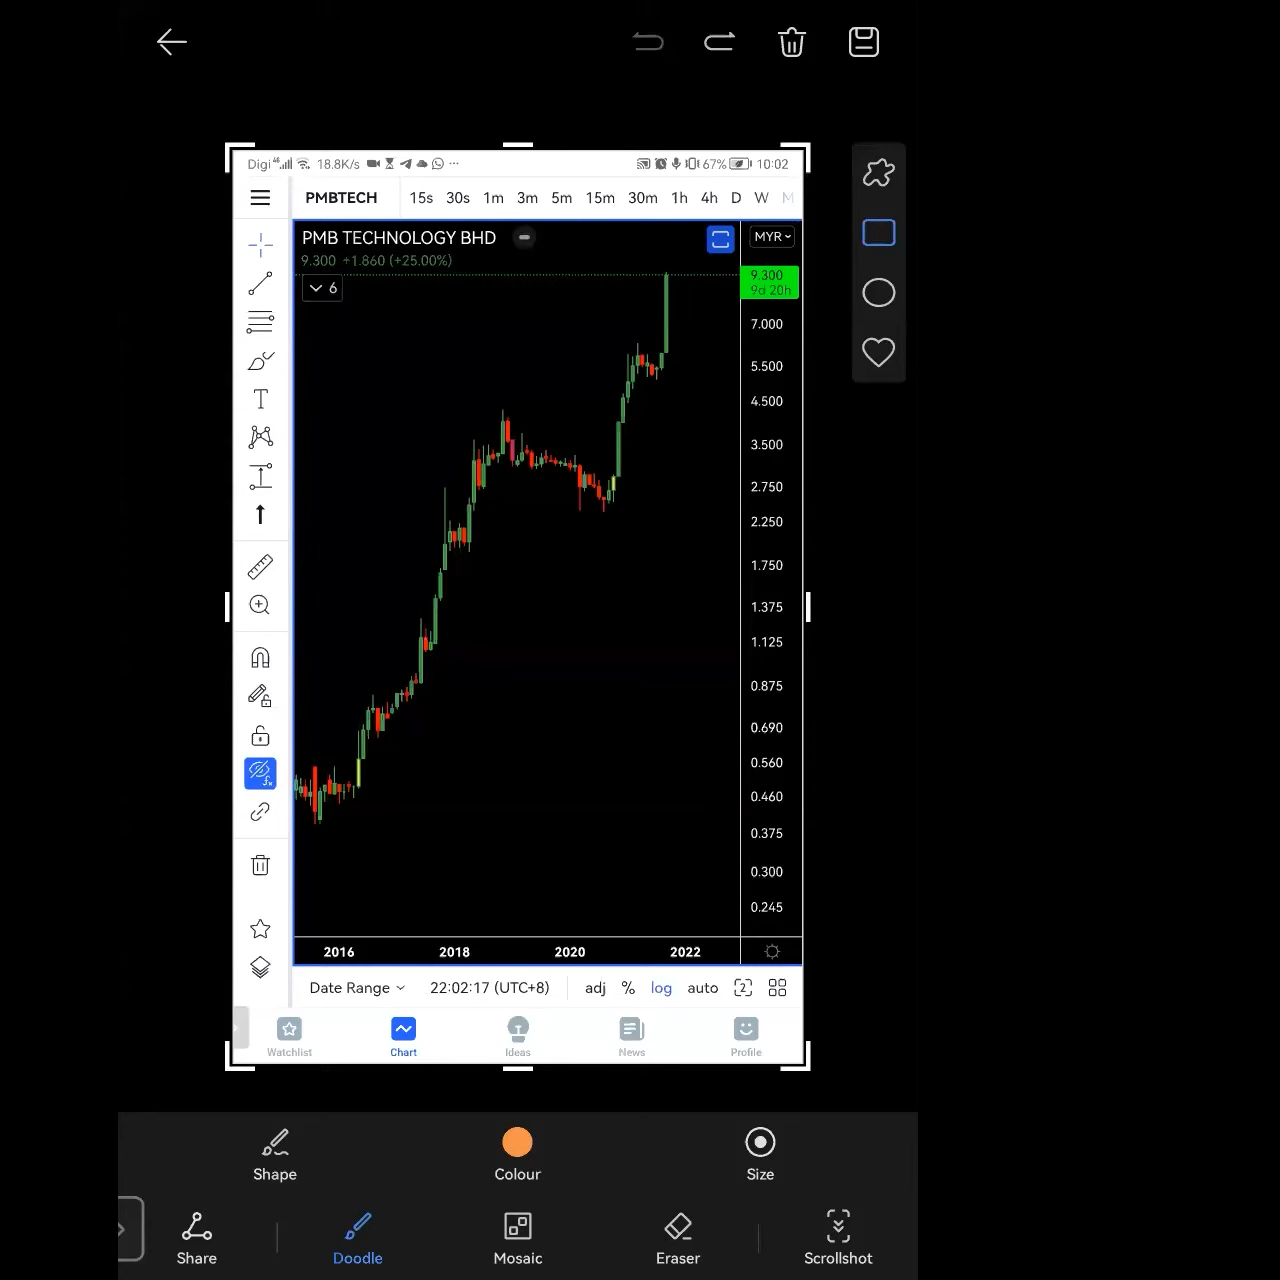 Digi 4G 18.8K/s ··· 67% 10:02
PMBTECH 15s 30s 1m 3m 5m 15m 30m 1h 4h D W M
PMB TECHNOLOGY BHD
MYR
9.300 +1.860 (+25.00%)
6
9.300
9d 20h
7.000
5.500
4.500
3.500
2.750
2.250
1.750
1.375
1.125
0.875
0.690
0.560
0.460
0.375
0.300
0.245
2016 2018 2020 2022
Date Range 22:02:17 (UTC+8) adj % log auto 2
Watchlist Chart Ideas News Profile
Shape Colour Size
Share Doodle Mosaic Eraser Scrollshot